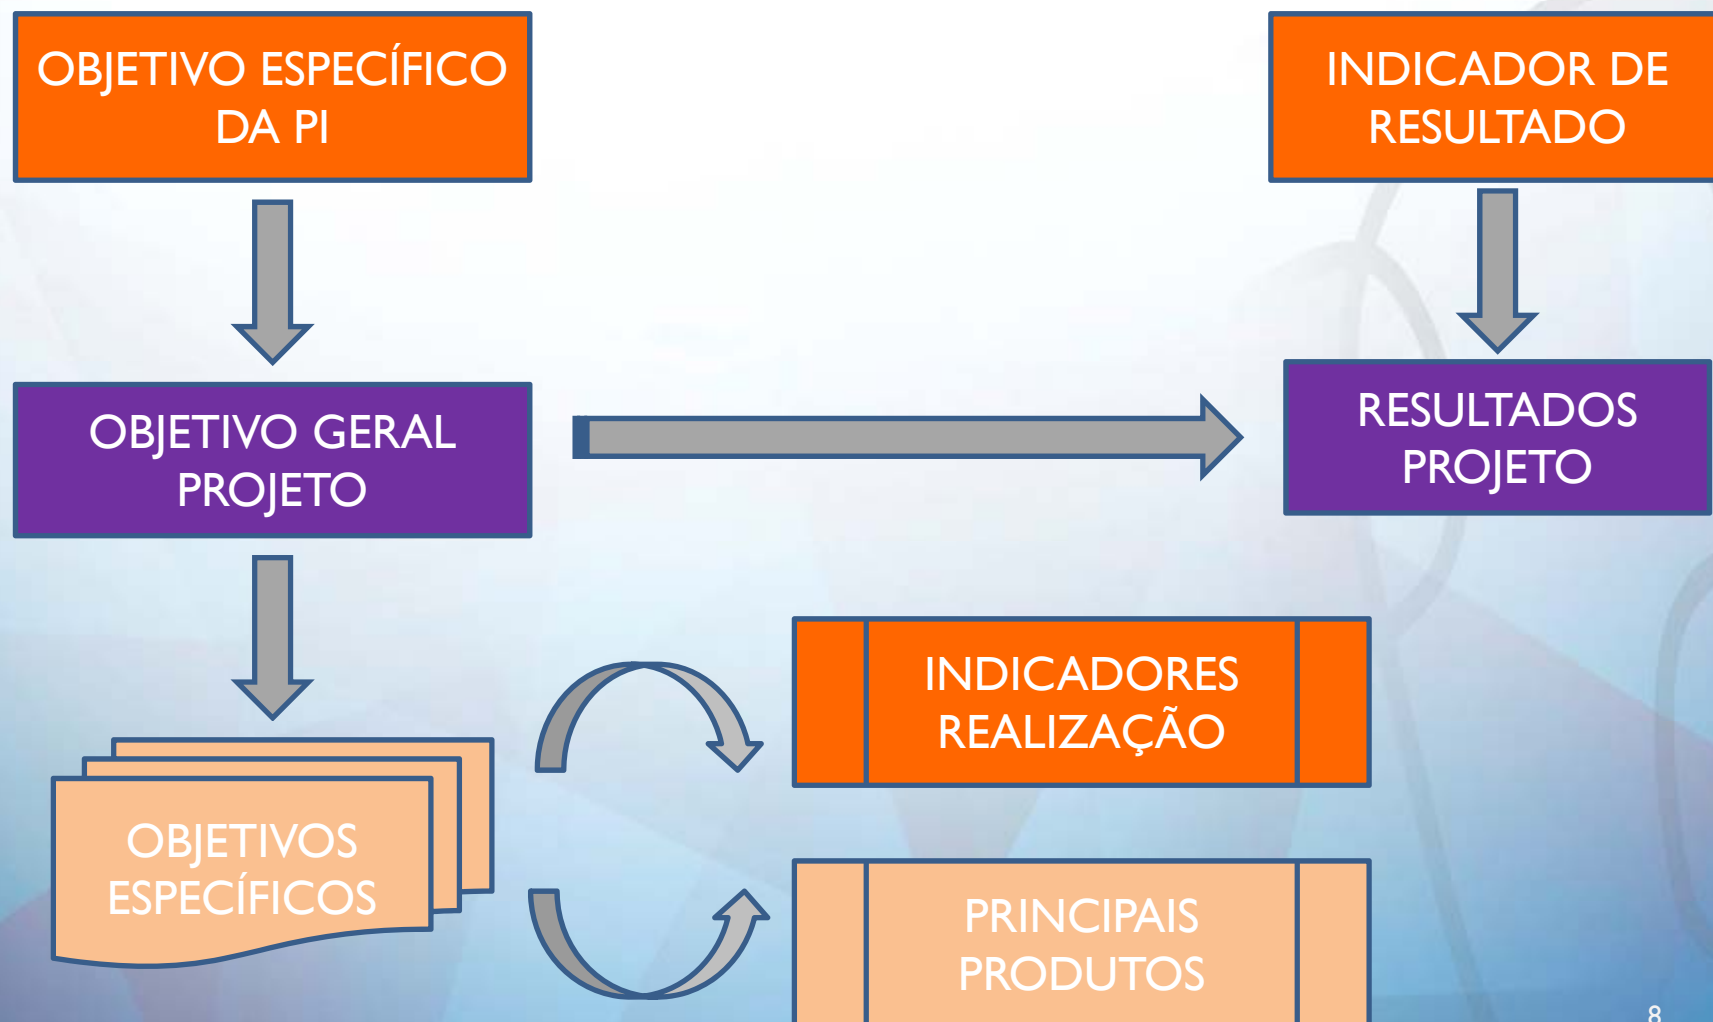 OBJETIVO ESPECÍFICO
DA PI
INDICADOR DE
RESULTADO
OBJETIVO GERAL
PROJETO
RESULTADOS
PROJETO
INDICADORES
REALIZAÇÃO
OBJETIVOS
ESPECÍFICOS
PRINCIPAIS
PRODUTOS
8